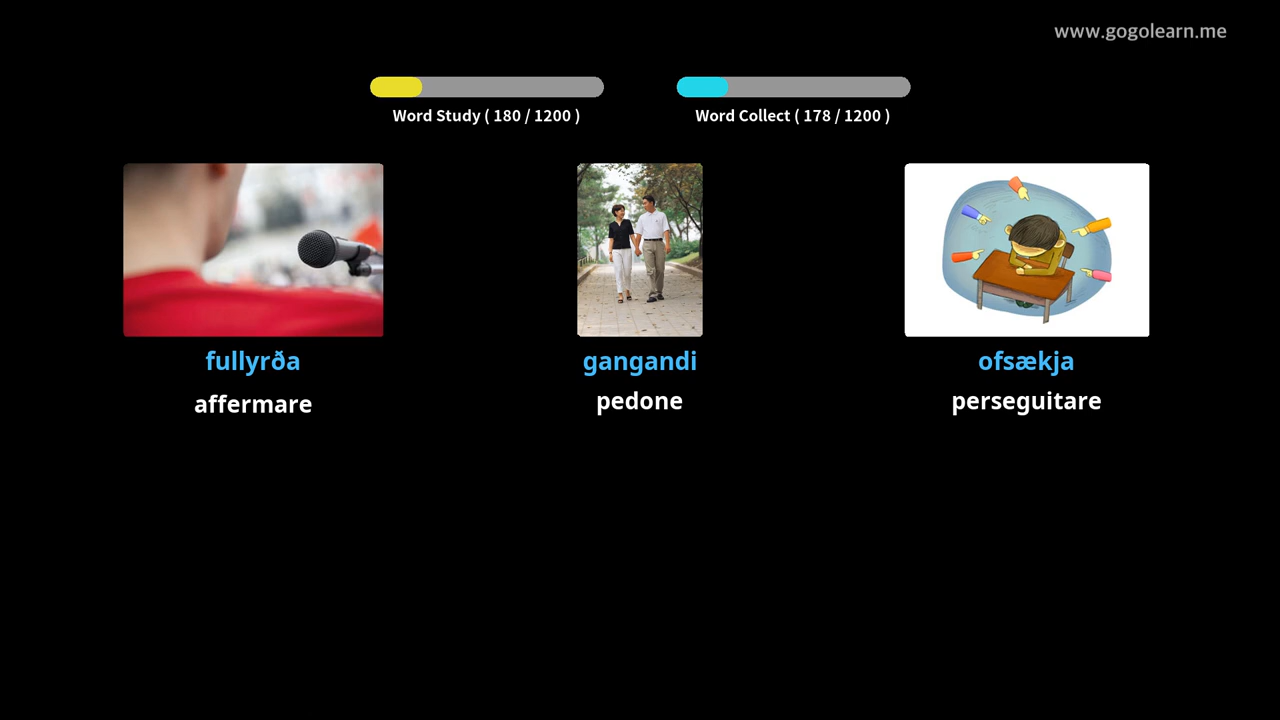 www.gogolearn.me
Word Study ( 180 / 1200 )
Word Collect ( 178 / 1200 )
fullyrða
affermare
gangandi
pedone
ofsækja
perseguitare